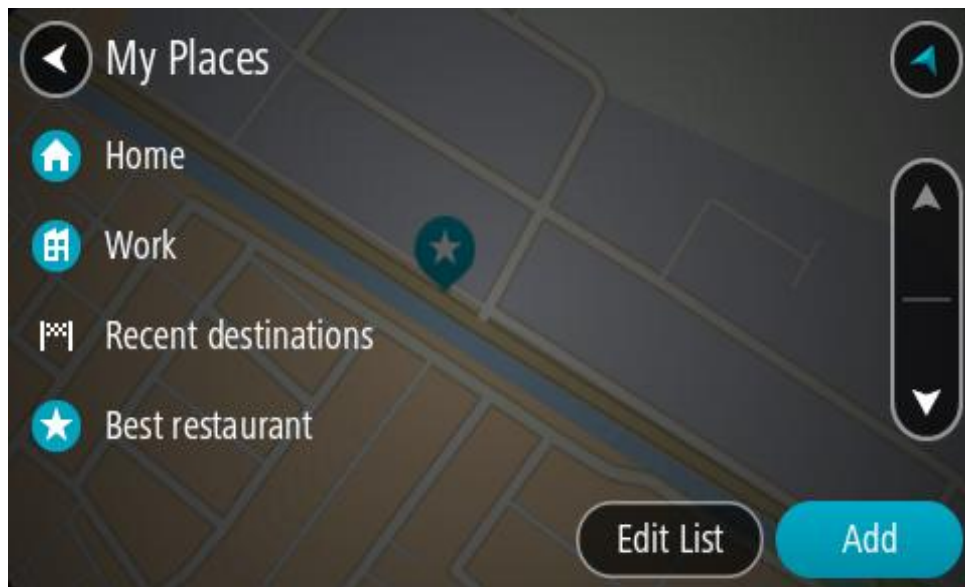 My Places
Home
Work
Recent destinations
Best restaurant
Edit List
Add